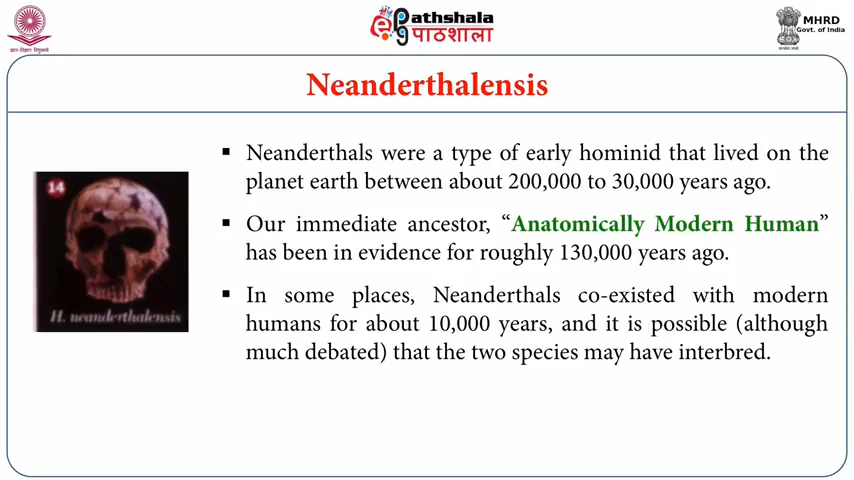 ePathshala
पाठशाला
MHRD
Govt. of India
Neanderthalensis
▪ Neanderthals were a type of early hominid that lived on the
planet earth between about 200,000 to 30,000 years ago.
▪ Our immediate ancestor, “Anatomically Modern Human”
has been in evidence for roughly 130,000 years ago.
▪ In some places, Neanderthals co-existed with modern
humans for about 10,000 years, and it is possible (although
much debated) that the two species may have interbred.
14
H. neanderthalensis